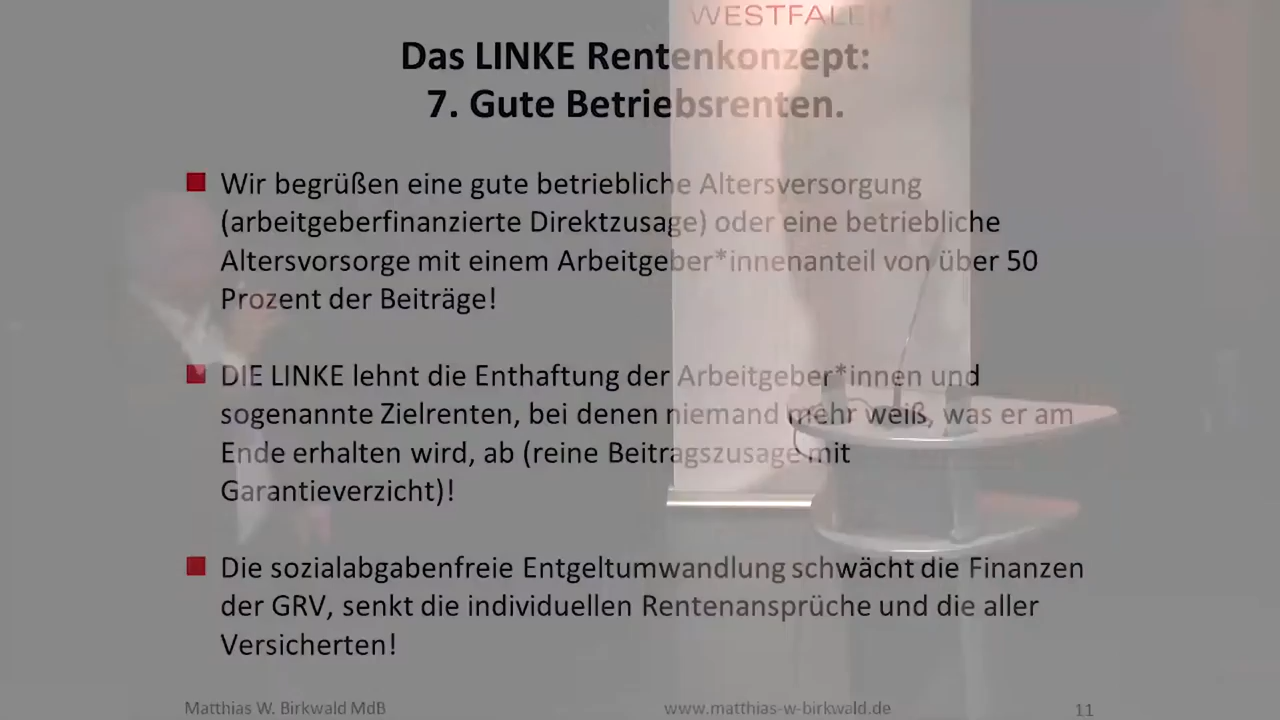 WESTFALEN
Das LINKE Rentenkonzept:
7. Gute Betriebsrenten.
Wir begrüßen eine gute betriebliche Altersversorgung
(arbeitgeberfinanzierte Direktzusage) oder eine betriebliche
Altersvorsorge mit einem Arbeitgeber*innenanteil von über 50
Prozent der Beiträge!
DIE LINKE lehnt die Enthaftung der Arbeitgeber*innen und
sogenannte Zielrenten, bei denen niemand mehr weiß, was er am
Ende erhalten wird, ab (reine Beitragszusage mit
Garantieverzicht)!
Die sozialabgabenfreie Entgeltumwandlung schwächt die Finanzen
der GRV, senkt die individuellen Rentenansprüche und die aller
Versicherten!
Matthias W. Birkwald MdB
www.matthias-w-birkwald.de
11